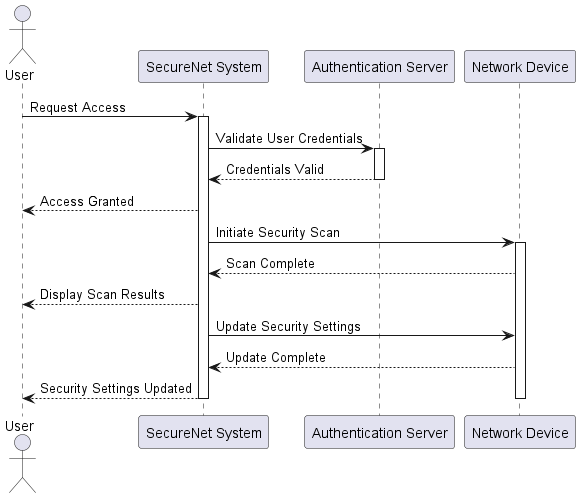 User
SecureNet System
Authentication Server
Network Device
Request Access
Validate User Credentials
Credentials Valid
Access Granted
Initiate Security Scan
Scan Complete
Display Scan Results
Update Security Settings
Update Complete
Security Settings Updated
User
SecureNet System
Authentication Server
Network Device